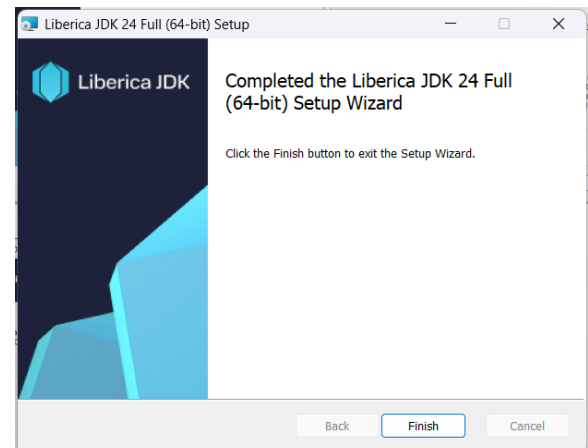 Liberica JDK 24 Full (64-bit) Setup
Liberica JDK
Completed the Liberica JDK 24 Full
(64-bit) Setup Wizard
Click the Finish button to exit the Setup Wizard.
Back
Finish
Cancel